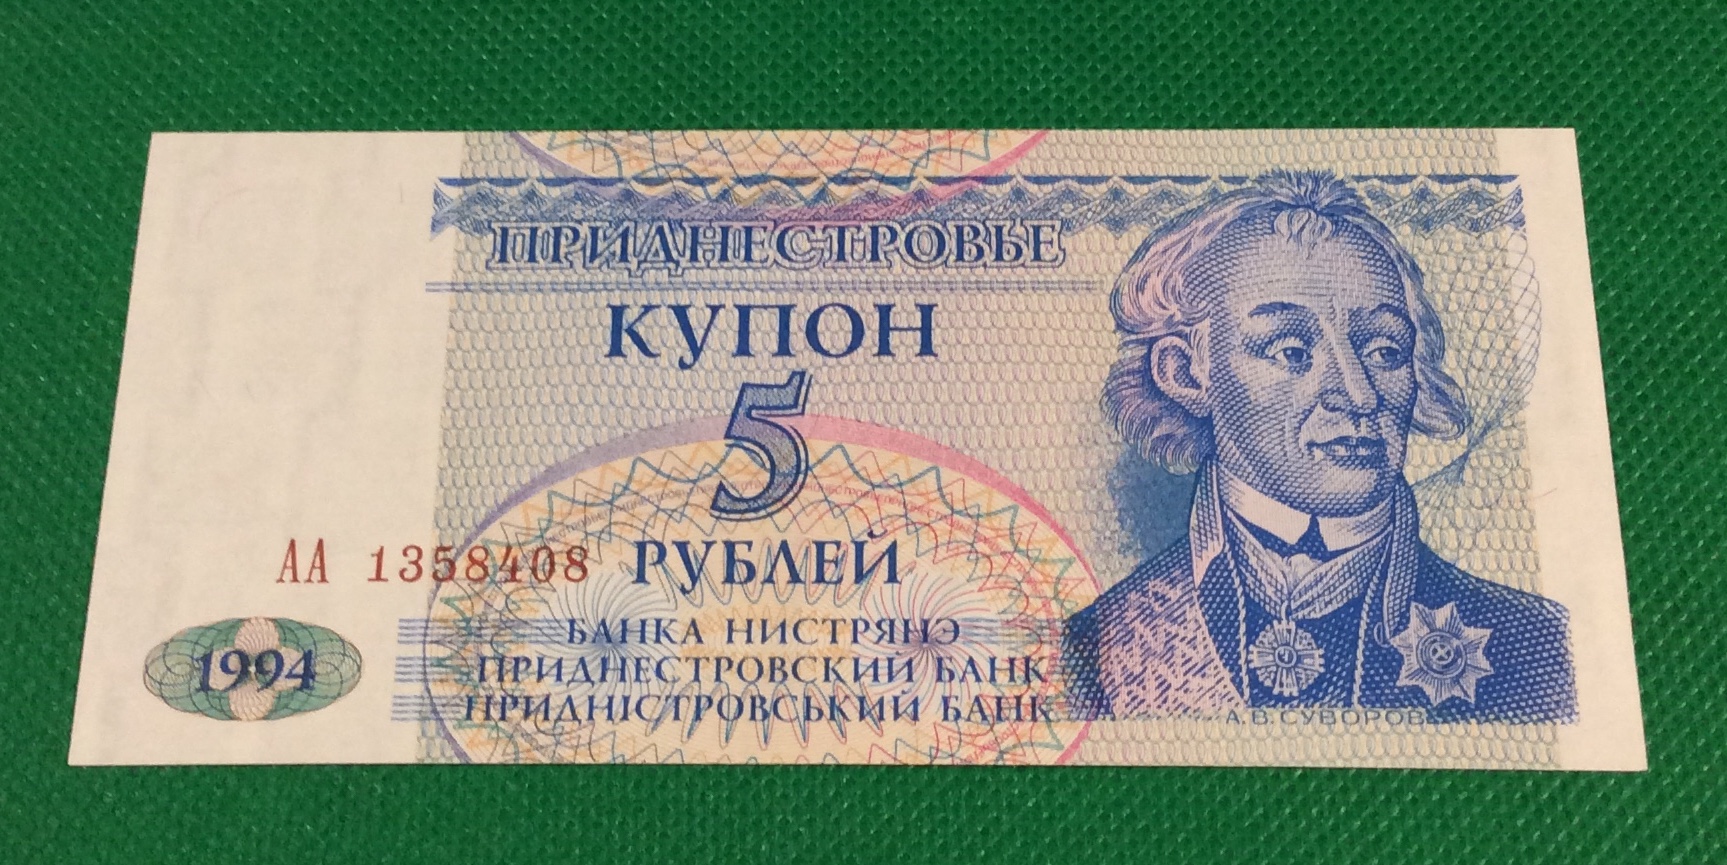 ПРИДНЕСТРОВЬЕ
КУПОН
5
РУБЛЕЙ
АА 1358408
1994
БАНКА НИСТРЯНЭ
ПРИДНЕСТРОВСКИЙ БАНК
ПРИДНІСТРОВСЬКИЙ БАНК
А.В.СУВОРОВ